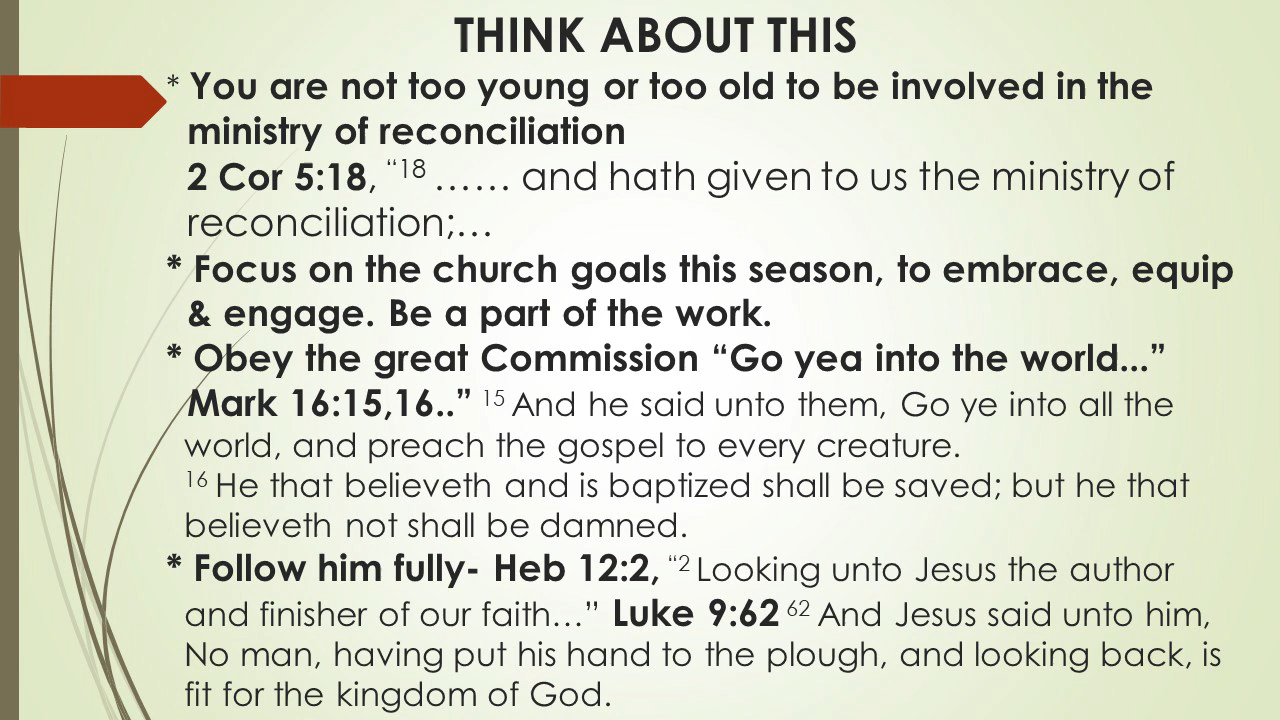 THINK ABOUT THIS
* You are not too young or too old to be involved in the
ministry of reconciliation
2 Cor 5:18, “18 …… and hath given to us the ministry of
reconciliation;…
* Focus on the church goals this season, to embrace, equip
& engage. Be a part of the work.
* Obey the great Commission “Go yea into the world...”
Mark 16:15,16..” 15 And he said unto them, Go ye into all the
world, and preach the gospel to every creature.
16 He that believeth and is baptized shall be saved; but he that
believeth not shall be damned.
* Follow him fully- Heb 12:2, “2 Looking unto Jesus the author
and finisher of our faith…” Luke 9:62 62 And Jesus said unto him,
No man, having put his hand to the plough, and looking back, is
fit for the kingdom of God.